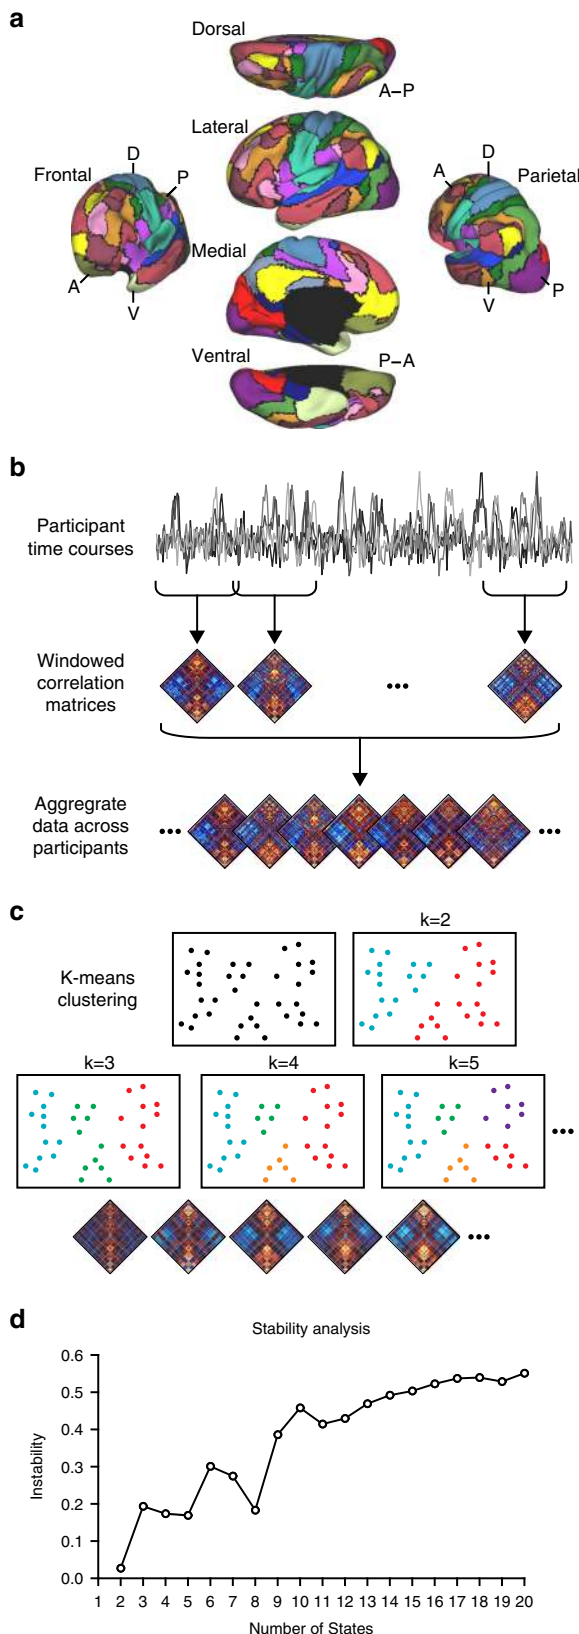 a
Dorsal
A–P
Lateral
D
Frontal
P
A
V
Medial
D
A
Parietal
V
P
Ventral
P–A
b
Participant
time courses
Windowed
correlation
matrices
•••
Aggregrate
data across
participants
•••
•••
c
K-means
clustering
k=2
k=3
k=4
k=5
•••
•••
d
Stability analysis
Instability
0.6
0.5
0.4
0.3
0.2
0.1
0.0
1 2 3 4 5 6 7 8 9 10 11 12 13 14 15 16 17 18 19 20
Number of States